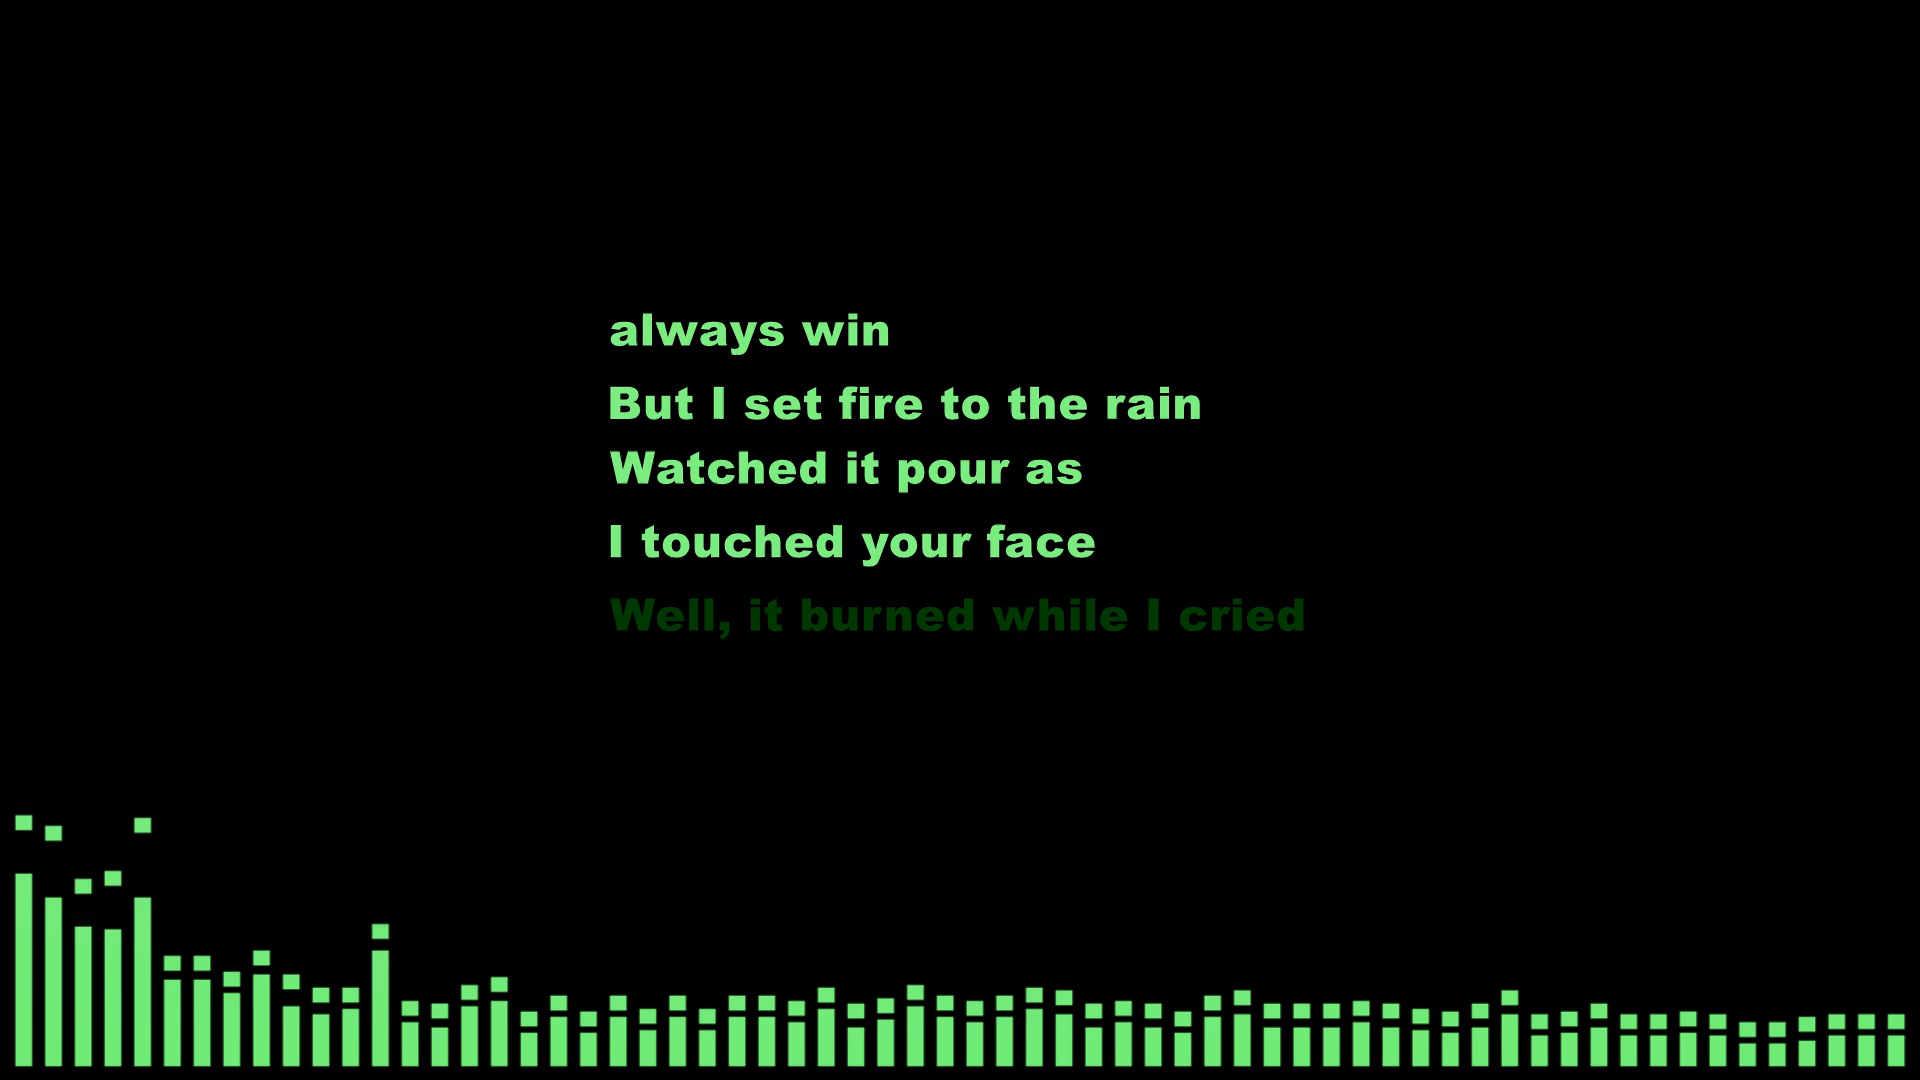 always win
But I set fire to the rain
Watched it pour as
I touched your face
Well, it burned while I cried